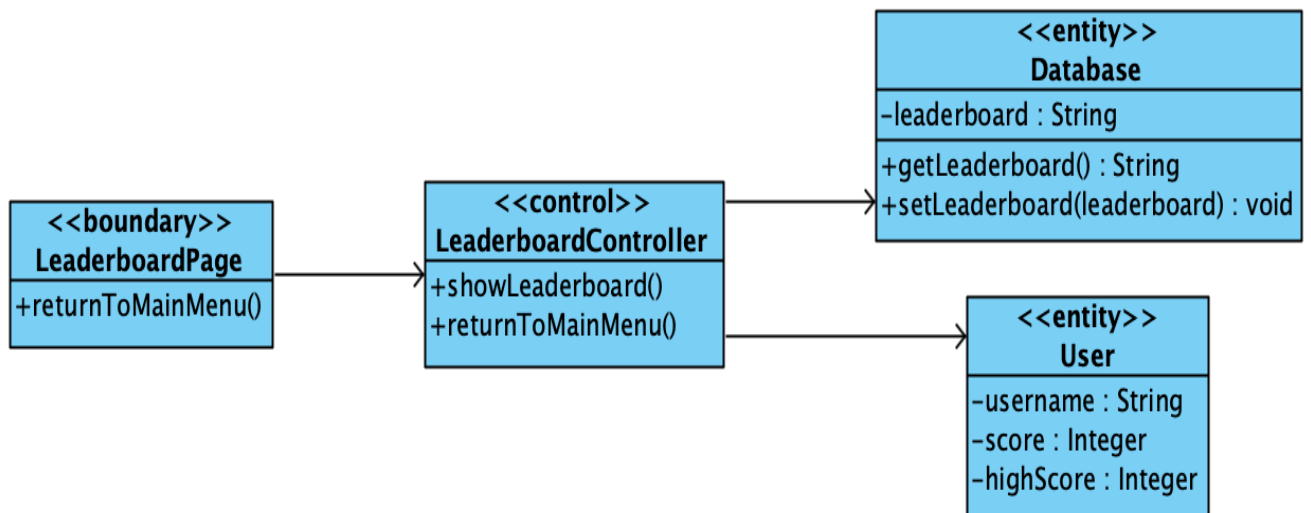 <<boundary>>
LeaderboardPage
+returnToMainMenu()
<<control>>
LeaderboardController
+showLeaderboard()
+returnToMainMenu()
<<entity>>
Database
-leaderboard : String
+getLeaderboard() : String
+setLeaderboard(leaderboard) : void
<<entity>>
User
-username : String
-score : Integer
-highScore : Integer